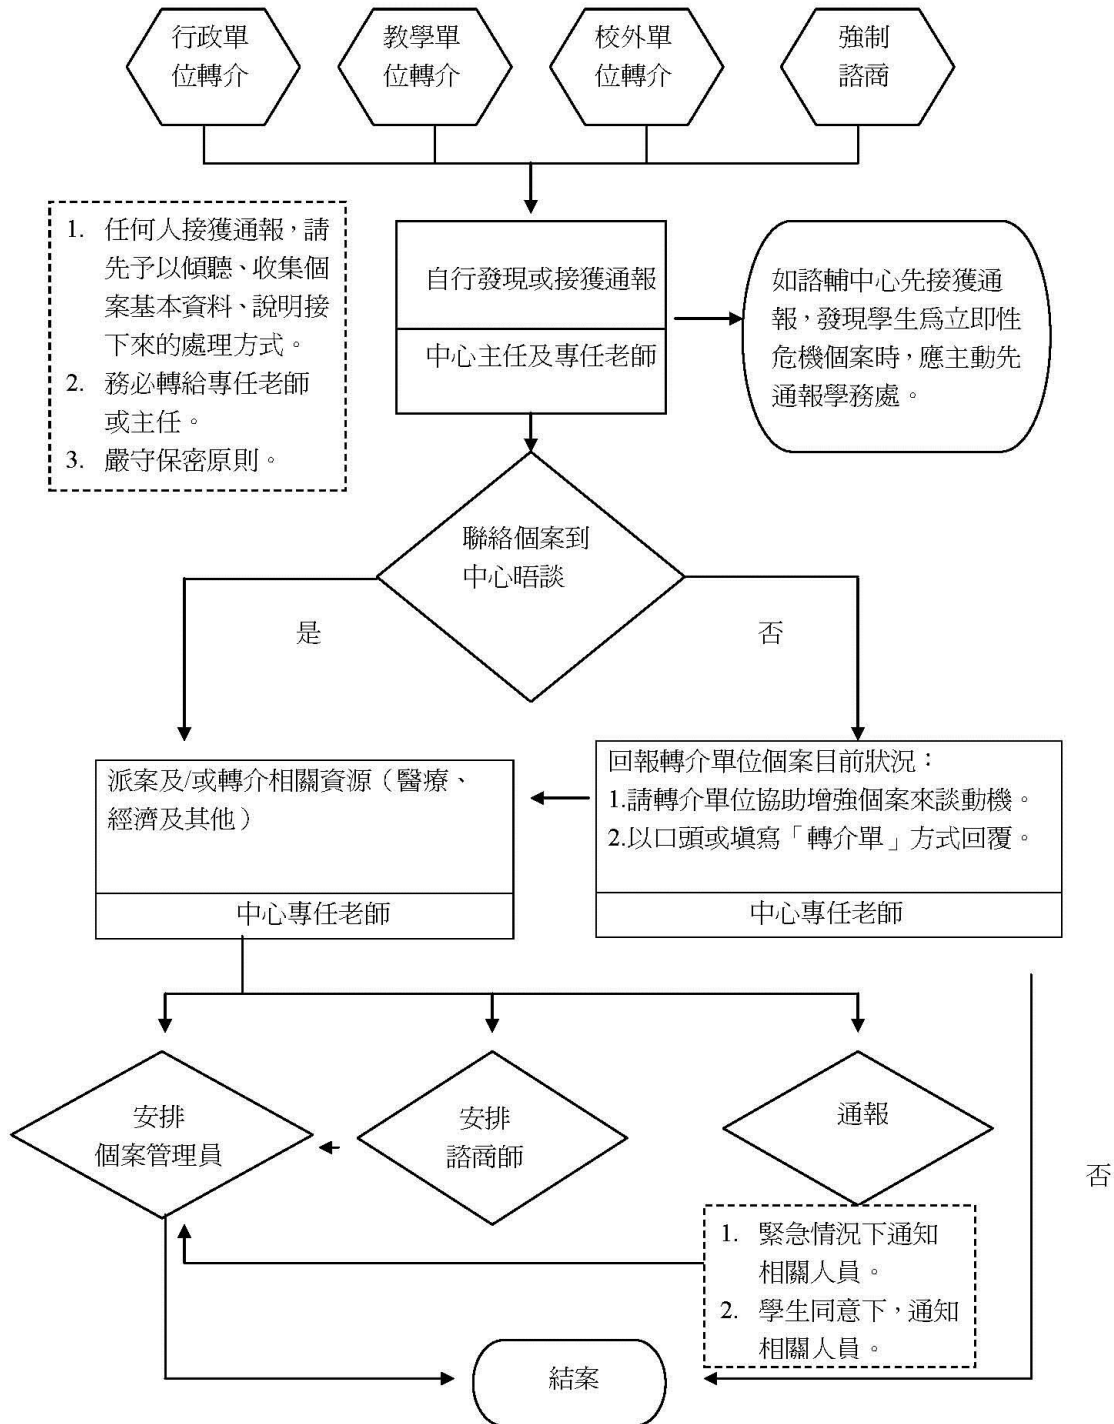 行政單
位轉介
教學單
位轉介
校外單
位轉介
強制
諮商
1. 任何人接獲通報，請
先予以傾聽、收集個
案基本資料、說明接
下來的處理方式。
2. 務必轉給專任老師
或主任。
3. 嚴守保密原則。
自行發現或接獲通報
中心主任及專任老師
如諮輔中心先接獲通
報，發現學生為立即性
危機個案時，應主動先
通報學務處。
聯絡個案到
中心晤談
是
否
派案及/或轉介相關資源（醫療、
經濟及其他）
中心專任老師
回報轉介單位個案目前狀況：
1.請轉介單位協助增強個案來談動機。
2.以口頭或填寫「轉介單」方式回覆。
中心專任老師
安排
個案管理員
安排
諮商師
通報
否
1. 緊急情況下通知
相關人員。
2. 學生同意下，通知
相關人員。
結案